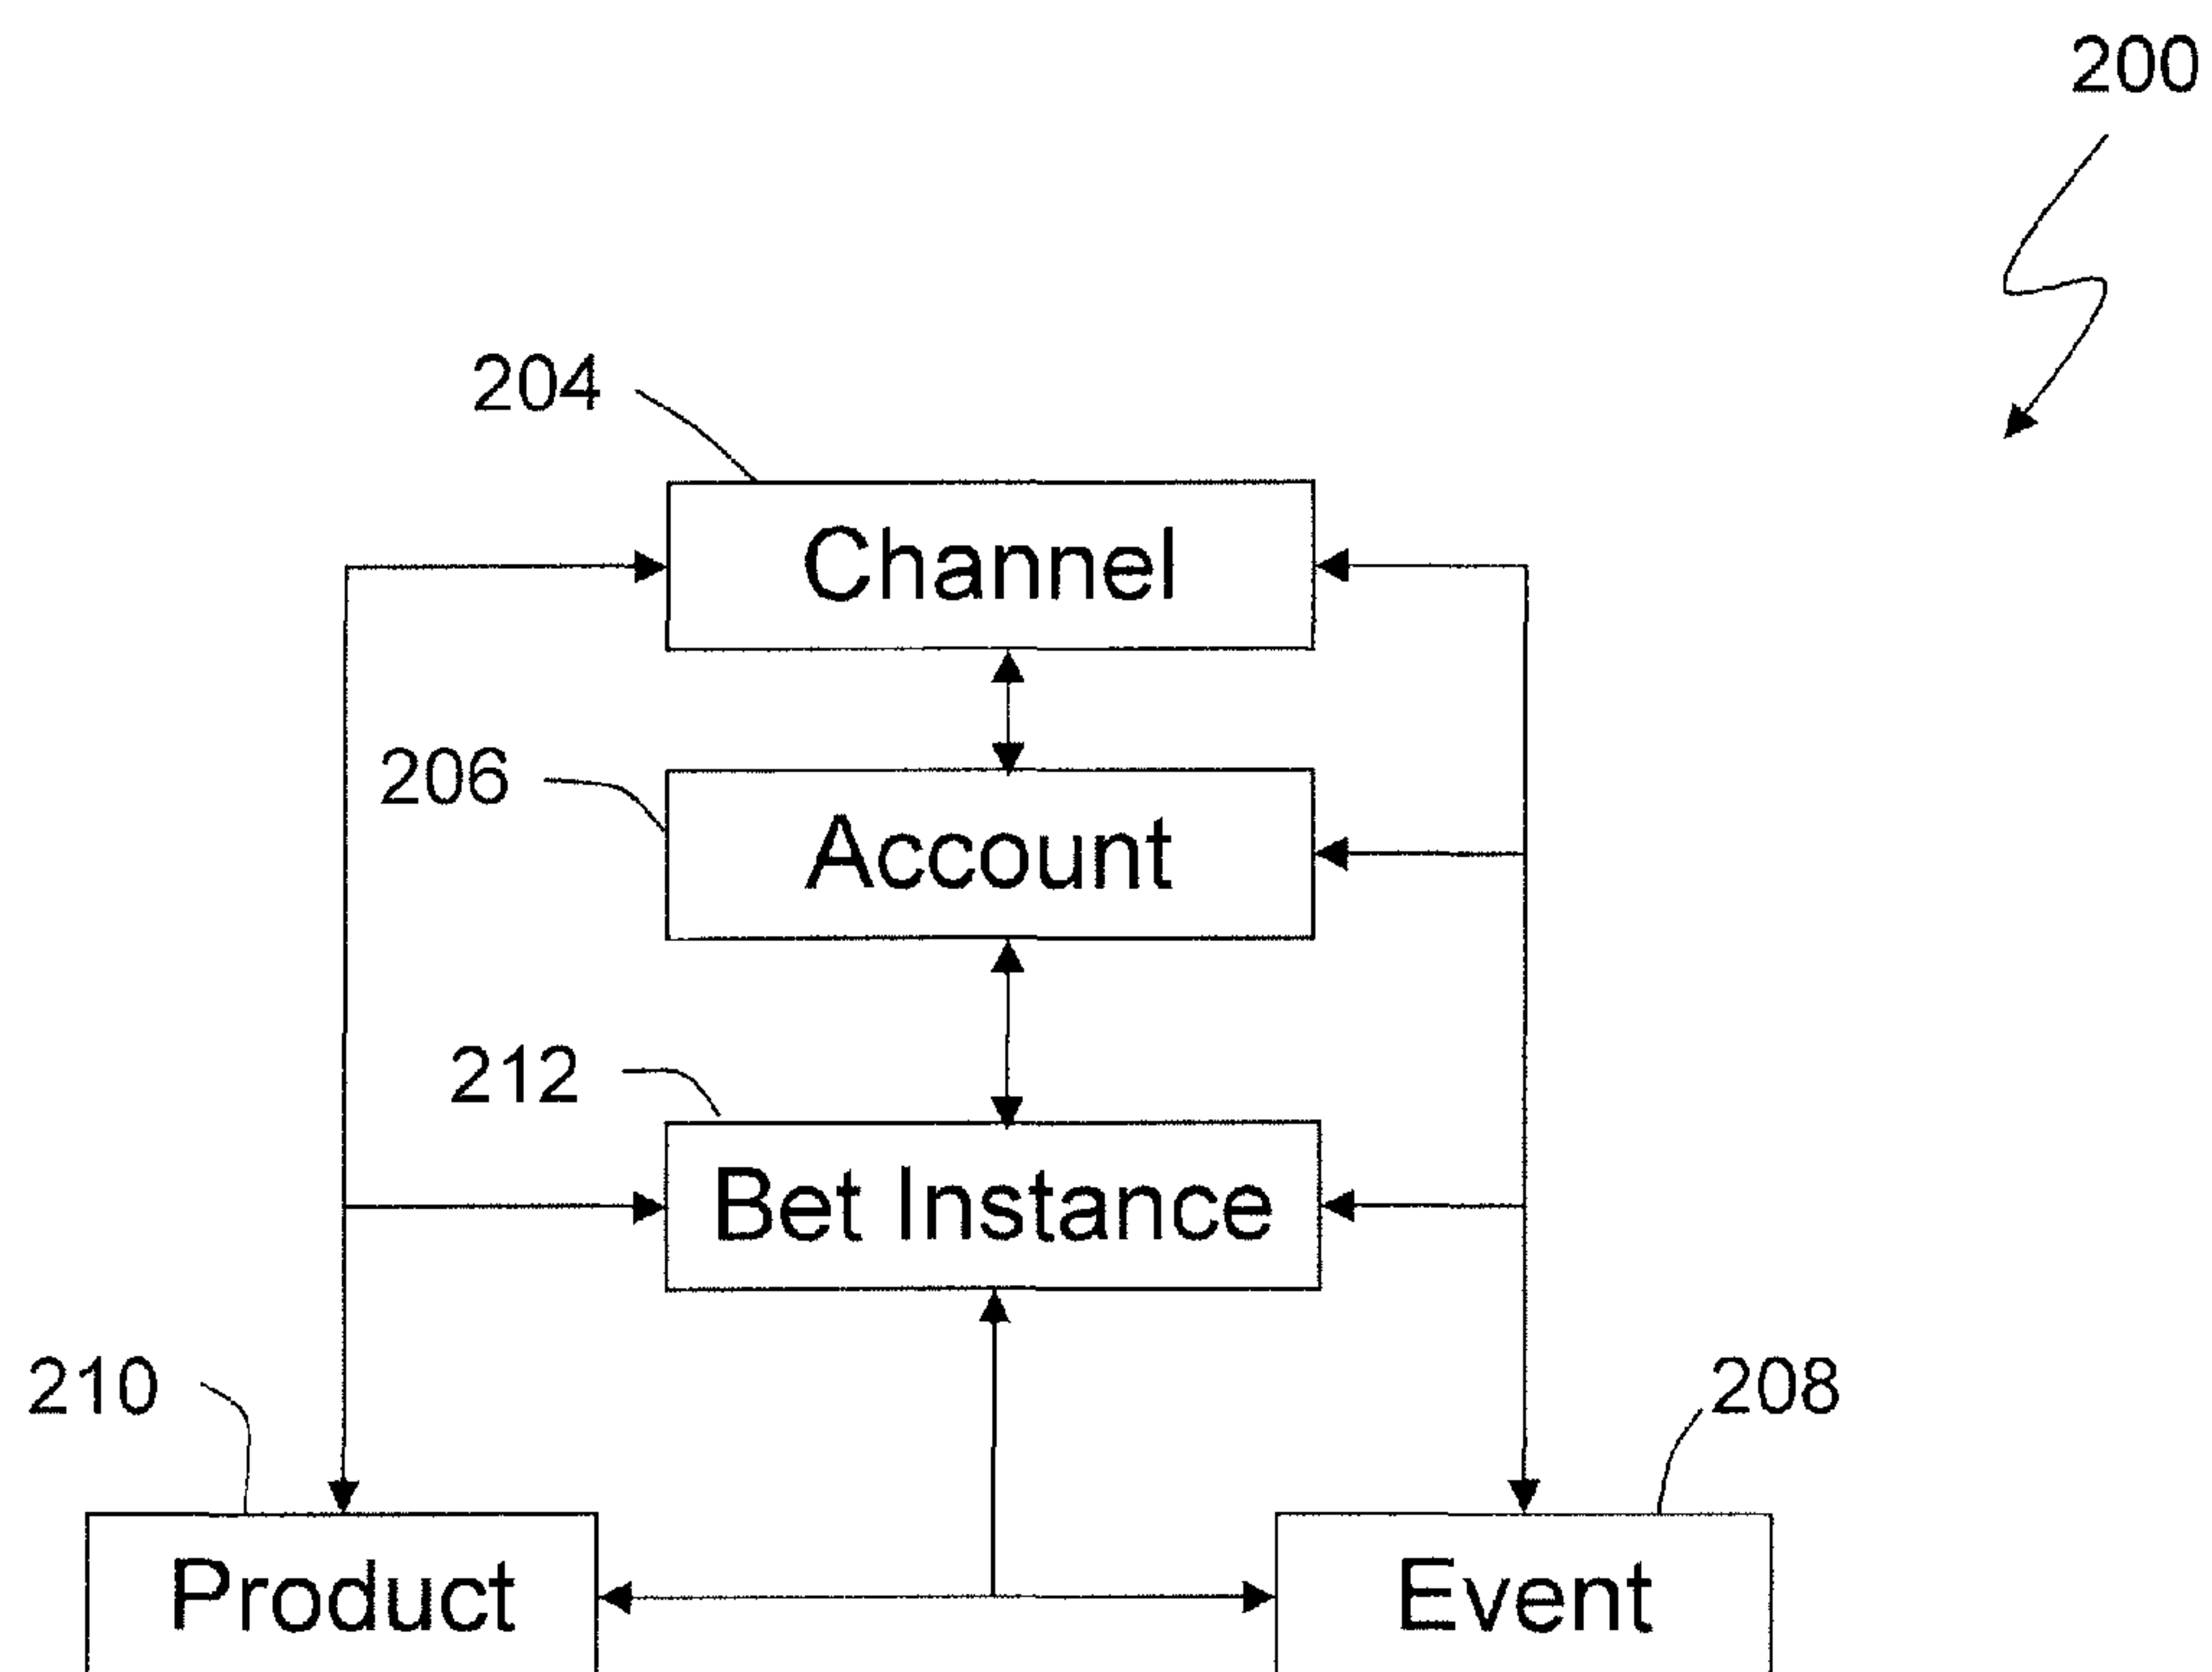 200
204
Channel
206
Account
212
Bet Instance
210
208
Product
Event